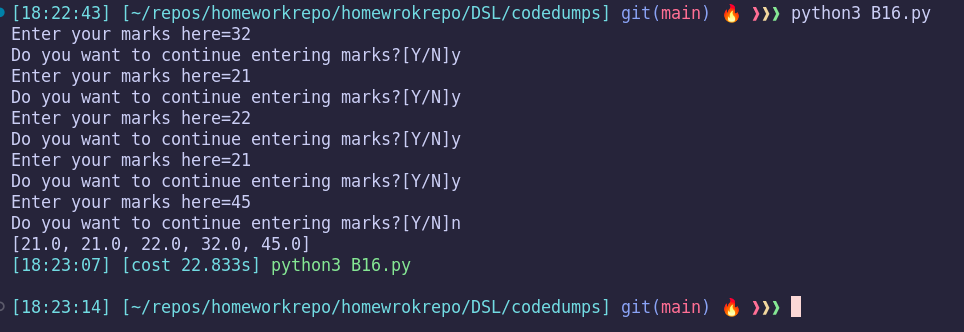 [18:22:43] [~/repos/homeworkrepo/homewrokrepo/DSL/codedumps] git(main) 🔥 ❯❯❯ python3 B16.py
Enter your marks here=32
Do you want to continue entering marks?[Y/N]y
Enter your marks here=21
Do you want to continue entering marks?[Y/N]y
Enter your marks here=22
Do you want to continue entering marks?[Y/N]y
Enter your marks here=21
Do you want to continue entering marks?[Y/N]y
Enter your marks here=45
Do you want to continue entering marks?[Y/N]n
[21.0, 21.0, 22.0, 32.0, 45.0]
[18:23:07] [cost 22.833s] python3 B16.py
[18:23:14] [~/repos/homeworkrepo/homewrokrepo/DSL/codedumps] git(main) 🔥 ❯❯❯